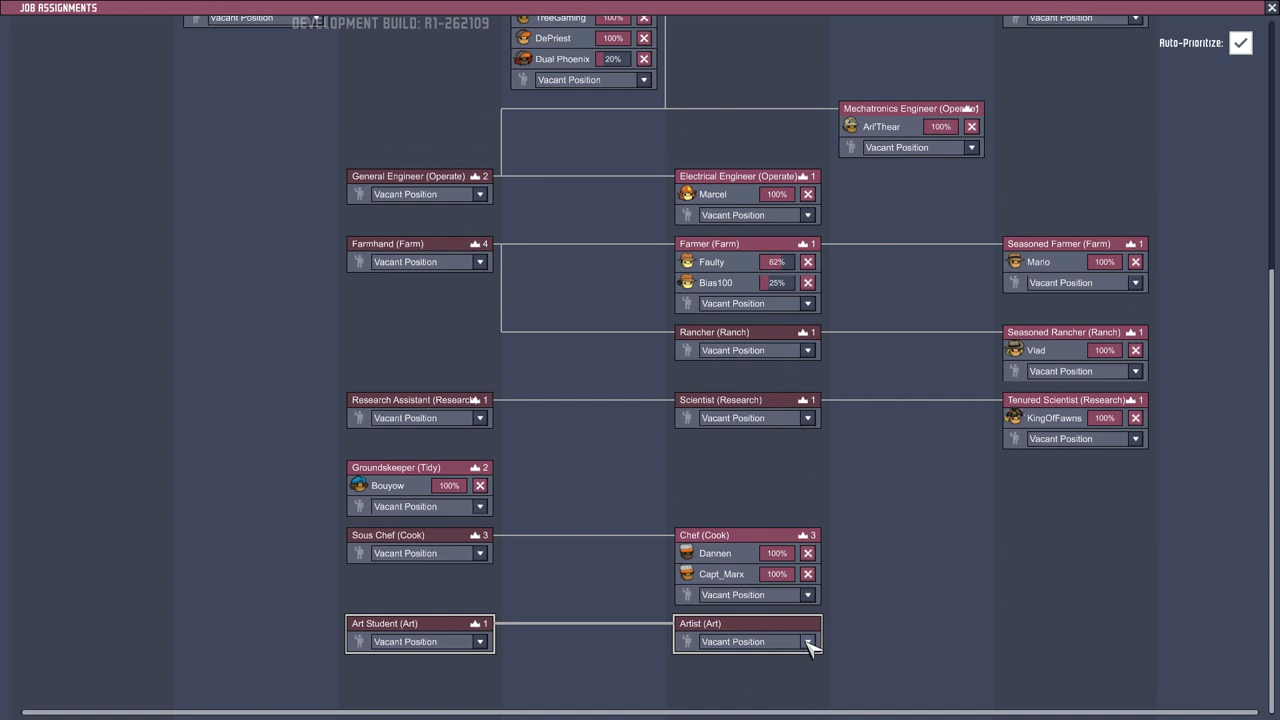 JOB ASSIGNMENTS
DEVELOPMENT BUILD: R1-262109
Vacant Position
TreeGaming 100%
Vacant Position
Auto-Prioritize:
DePriest 100%
Dual Phoenix 20%
Vacant Position
Mechatronics Engineer (Operate) 1
Ari'Thear 100%
Vacant Position
General Engineer (Operate) 2
Vacant Position
Electrical Engineer (Operate) 1
Marcel 100%
Vacant Position
Farmhand (Farm) 4
Vacant Position
Farmer (Farm) 1
Faulty 62%
Bias100 25%
Vacant Position
Seasoned Farmer (Farm) 1
Mario 100%
Vacant Position
Rancher (Ranch) 1
Vacant Position
Seasoned Rancher (Ranch) 1
Vlad 100%
Vacant Position
Research Assistant (Research 1
Vacant Position
Scientist (Research) 1
Vacant Position
Tenured Scientist (Research) 1
KingOfFawns 100%
Vacant Position
Groundskeeper (Tidy) 2
Bouyow 100%
Vacant Position
Sous Chef (Cook) 3
Vacant Position
Chef (Cook) 3
Dannen 100%
Capt_Marx 100%
Vacant Position
Art Student (Art) 1
Vacant Position
Artist (Art)
Vacant Position